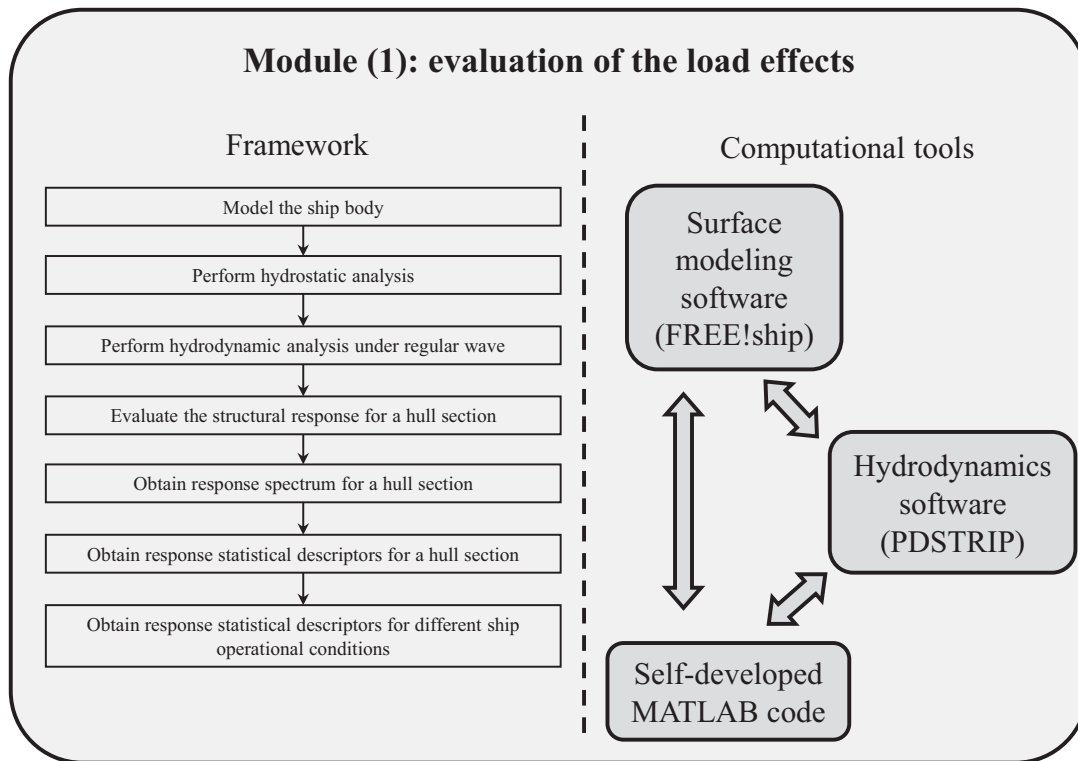 Module (1): evaluation of the load effects
Framework
Model the ship body
Perform hydrostatic analysis
Perform hydrodynamic analysis under regular wave
Evaluate the structural response for a hull section
Obtain response spectrum for a hull section
Obtain response statistical descriptors for a hull section
Obtain response statistical descriptors for different ship
operational conditions
Computational tools
Surface
modeling
software
(FREE!ship)
Hydrodynamics
software
(PDSTRIP)
Self-developed
MATLAB code